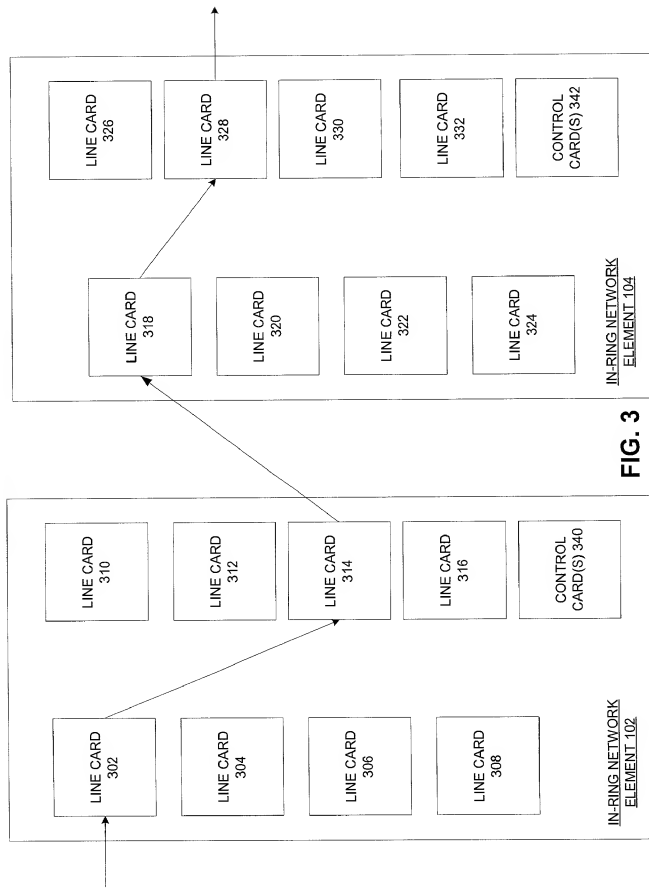 LINE CARD
302
LINE CARD
304
LINE CARD
306
LINE CARD
308
IN-RING NETWORK
ELEMENT 102
LINE CARD
310
LINE CARD
312
LINE CARD
314
LINE CARD
316
CONTROL
CARD(S) 340
LINE CARD
318
LINE CARD
320
LINE CARD
322
LINE CARD
324
IN-RING NETWORK
ELEMENT 104
LINE CARD
326
LINE CARD
328
LINE CARD
330
LINE CARD
332
CONTROL
CARD(S) 342
FIG. 3